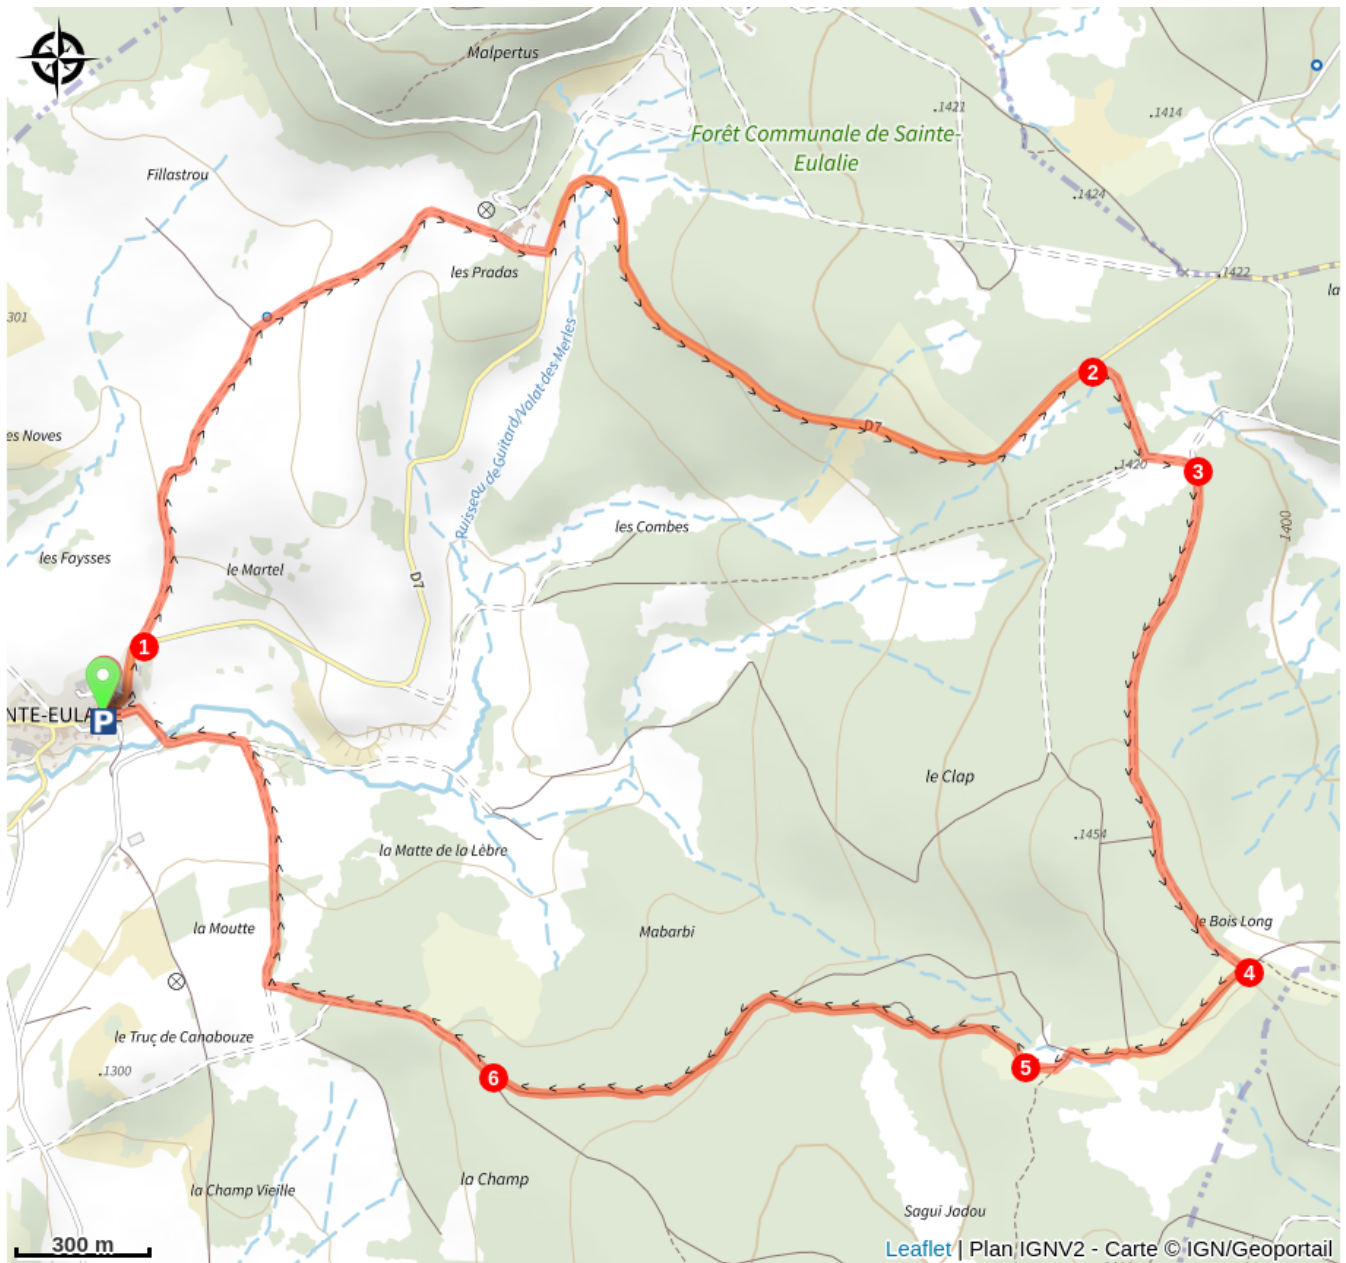 Malpertus
.1421
.1414
Forêt Communale de Sainte-
Eulalie
Fillastrou
.1424
les Pradas
.1422
la
301
Ruisseau de Guitard/Valat des Merles
2
D7
es Noves
.1420
3
les Combes
1400
les Faysses
le Martel
D7
1
NTE-EULA
P
le Clap
.1454
la Matte de la Lèbre
la Moutte
Mabarbi
le Bois Long
4
le Truc de Canabouze
.1300
5
6
la Champ
la Champ Vieille
Sagui Jadou
300 m
Leaflet | Plan IGNV2 - Carte © IGN/Geoportail